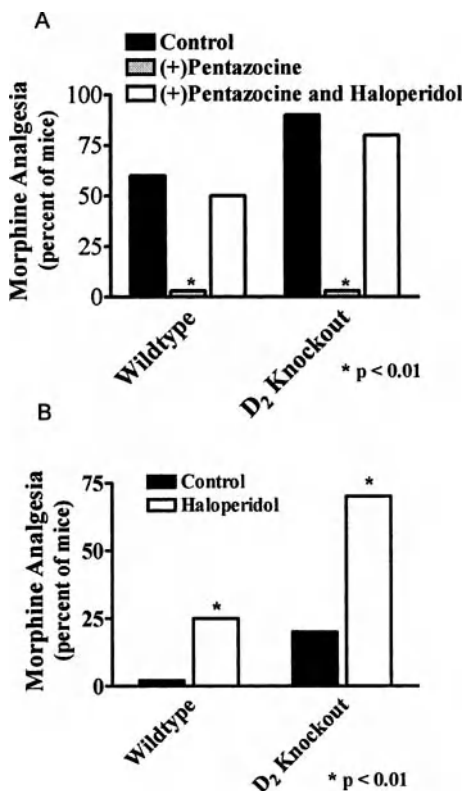 A
Control
(+)Pentazocine
(+)Pentazocine and Haloperidol
Morphine Analgesia
(percent of mice)
100
75
50
25
0
*
*
Wildtype
D2 Knockout
* p < 0.01
B
Control
Haloperidol
Morphine Analgesia
(percent of mice)
75
50
25
0
*
*
Wildtype
D2 Knockout
* p < 0.01